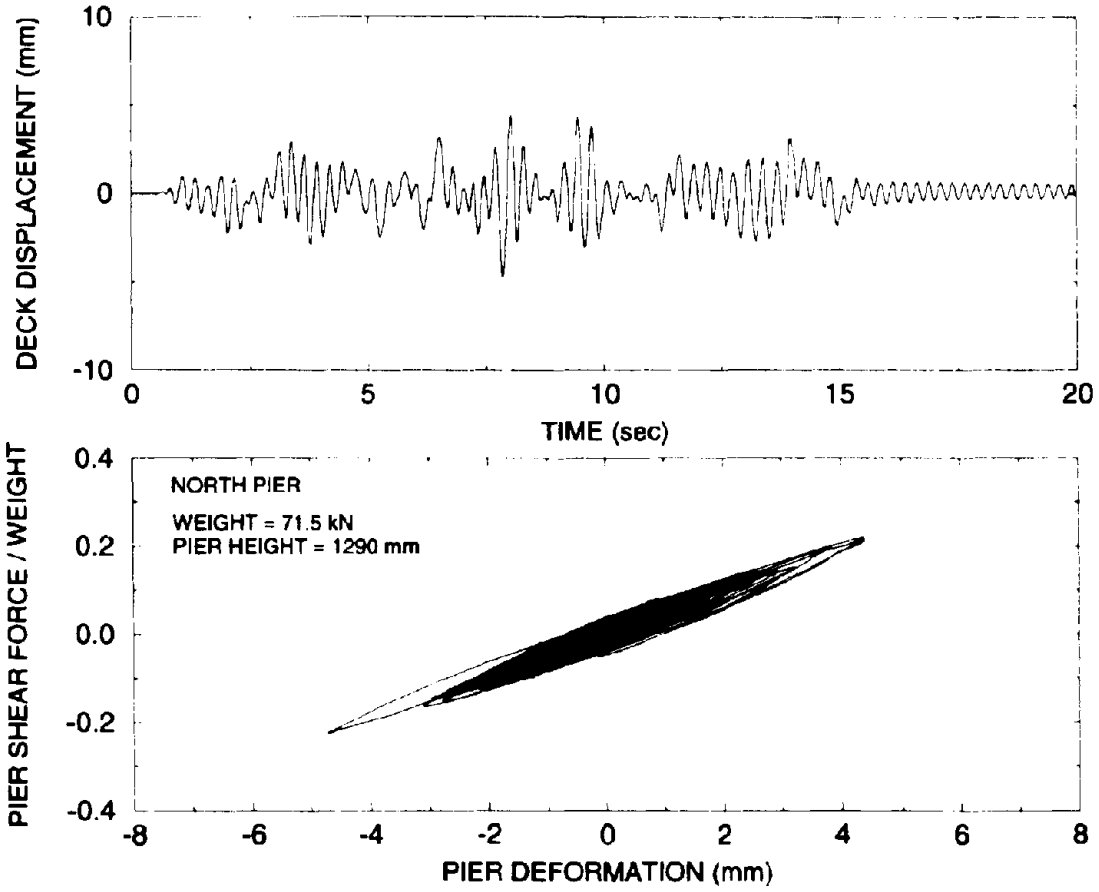 DECK DISPLACEMENT (mm)
10
0
-10
0 5 10 15 20
TIME (sec)
PIER SHEAR FORCE / WEIGHT
0.4
0.2
0.0
-0.2
-0.4
NORTH PIER
WEIGHT = 71.5 kN
PIER HEIGHT = 1290 mm
-8 -6 -4 -2 0 2 4 6 8
PIER DEFORMATION (mm)